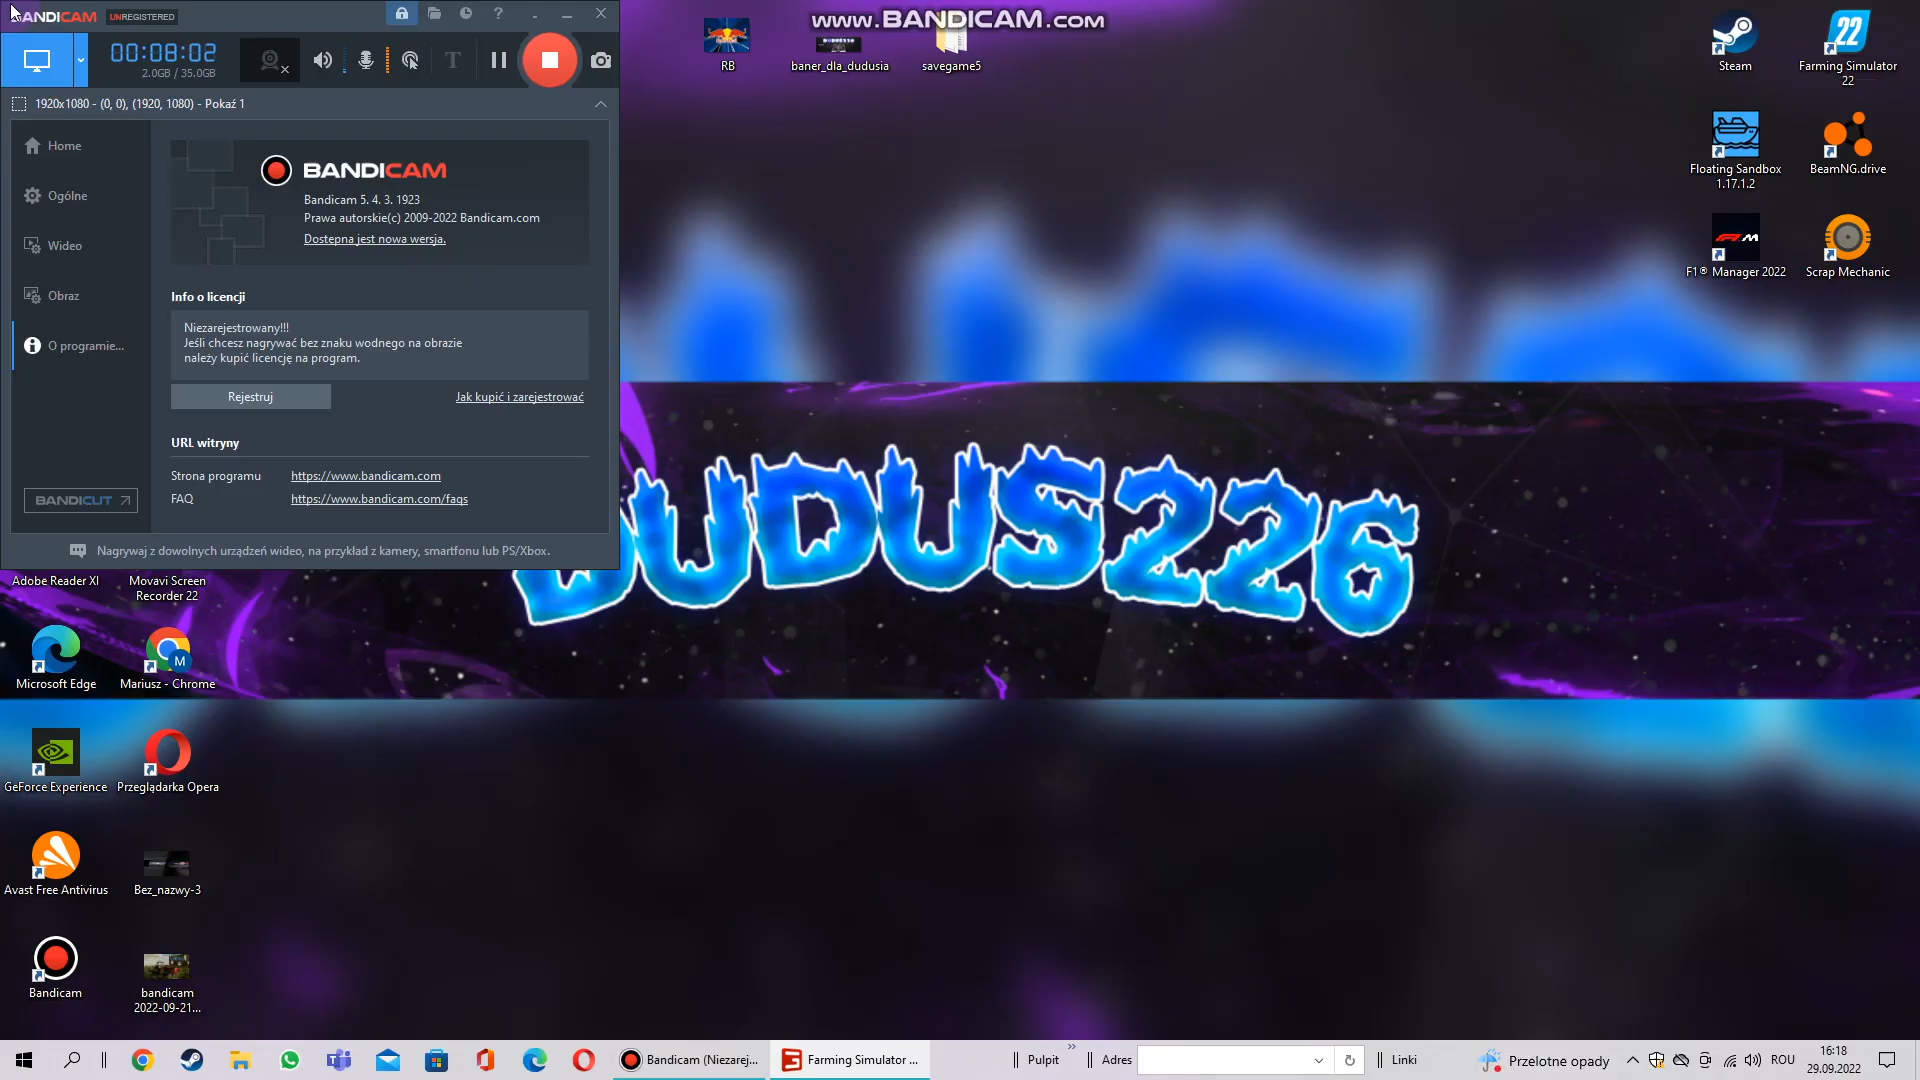 BANDICAM UNREGISTERED
?
00:08:02
2.0GB / 35.0GB
T
1920x1080 - (0, 0), (1920, 1080) - Pokaż 1
Home
Ogólne
Wideo
Obraz
O programie...
BANDICUT
BANDICAM
Bandicam 5. 4. 3. 1923
Prawa autorskie(c) 2009-2022 Bandicam.com
Dostępna jest nowa wersja.
Info o licencji
Niezarejestrowany!!!
Jeśli chcesz nagrywać bez znaku wodnego na obrazie
należy kupić licencję na program.
Rejestruj
Jak kupić i zarejestrować
URL witryny
Strona programu
https://www.bandicam.com
FAQ
https://www.bandicam.com/faqs
Nagrywaj z dowolnych urządzeń wideo, na przykład z kamery, smartfonu lub PS/Xbox.
www.BANDICAM.com
RB
baner_dla_dudusia
savegame5
Steam
22
Farming Simulator
22
Floating Sandbox
1.17.1.2
BeamNG.drive
F1® Manager 2022
Scrap Mechanic
DUDUS226
Adobe Reader XI
Movavi Screen
Recorder 22
Microsoft Edge
M
Mariusz - Chrome
GeForce Experience
Przeglądarka Opera
Avast Free Antivirus
Bez_nazwy-3
Bandicam
bandicam
2022-09-21...
Bandicam (Niezarej...
Farming Simulator ...
Pulpit
Adres
Linki
Przelotne opady
ROU
16:18
29.09.2022